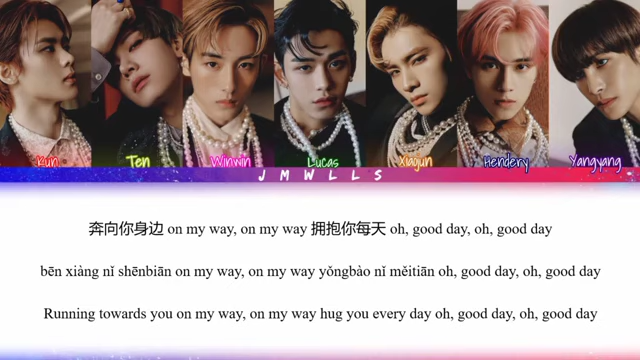 Kun Ten Winwin Lucas Xiaojun Hendery Yangyang
JMWLLS
奔向你身边 on my way, on my way 拥抱你每天 oh, good day, oh, good day
bēn xiàng nǐ shēnbiān on my way, on my way yǒngbào nǐ měitiān oh, good day, oh, good day
Running towards you on my way, on my way hug you every day oh, good day, oh, good day